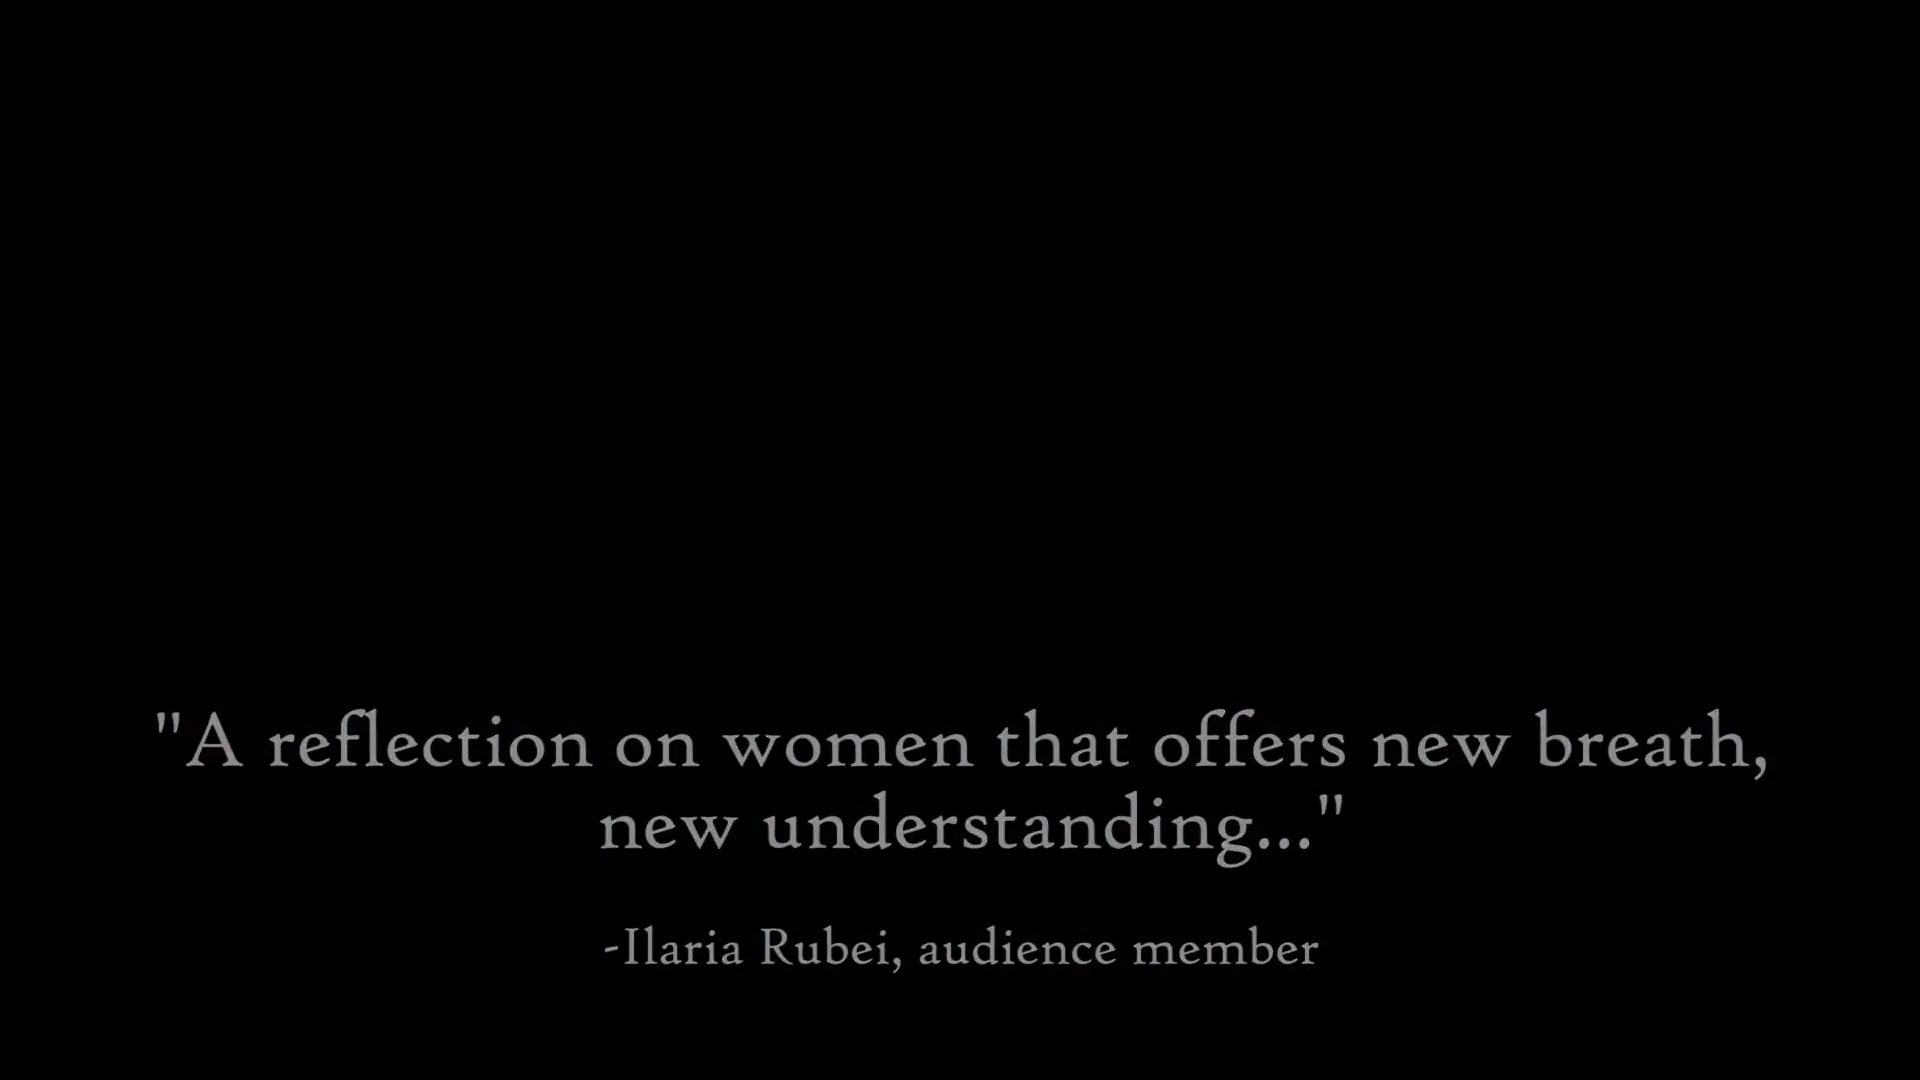 "A reflection on women that offers new breath,
new understanding..."
-Ilaria Rubei, audience member